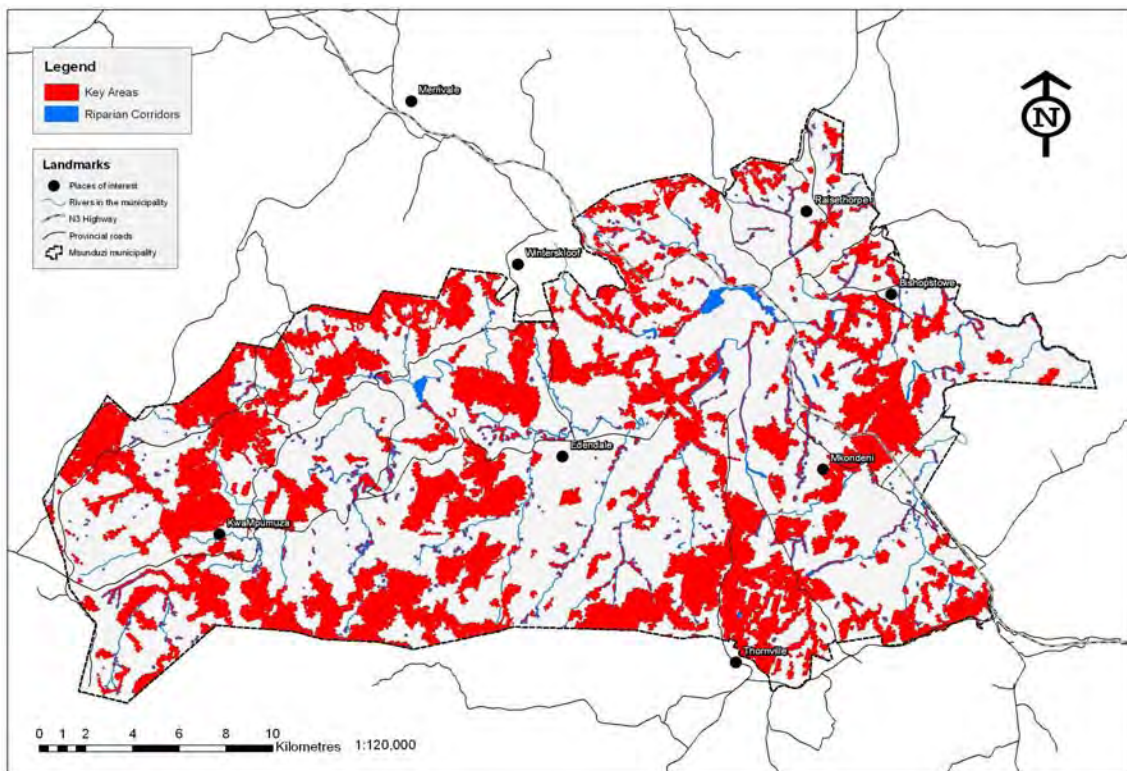 Legend
Key Areas
Riparian Corridors
Landmarks
Places of interest
Rivers in the municipality
N3 Highway
Provincial roads
Msunduzi municipality
Merrivale
N
Raisethorpe
Winterskloof
Bishopstowe
Edendale
Mkondeni
KwaMpumuza
Thornville
0 1 2 4 6 8 10
Kilometres 1:120,000